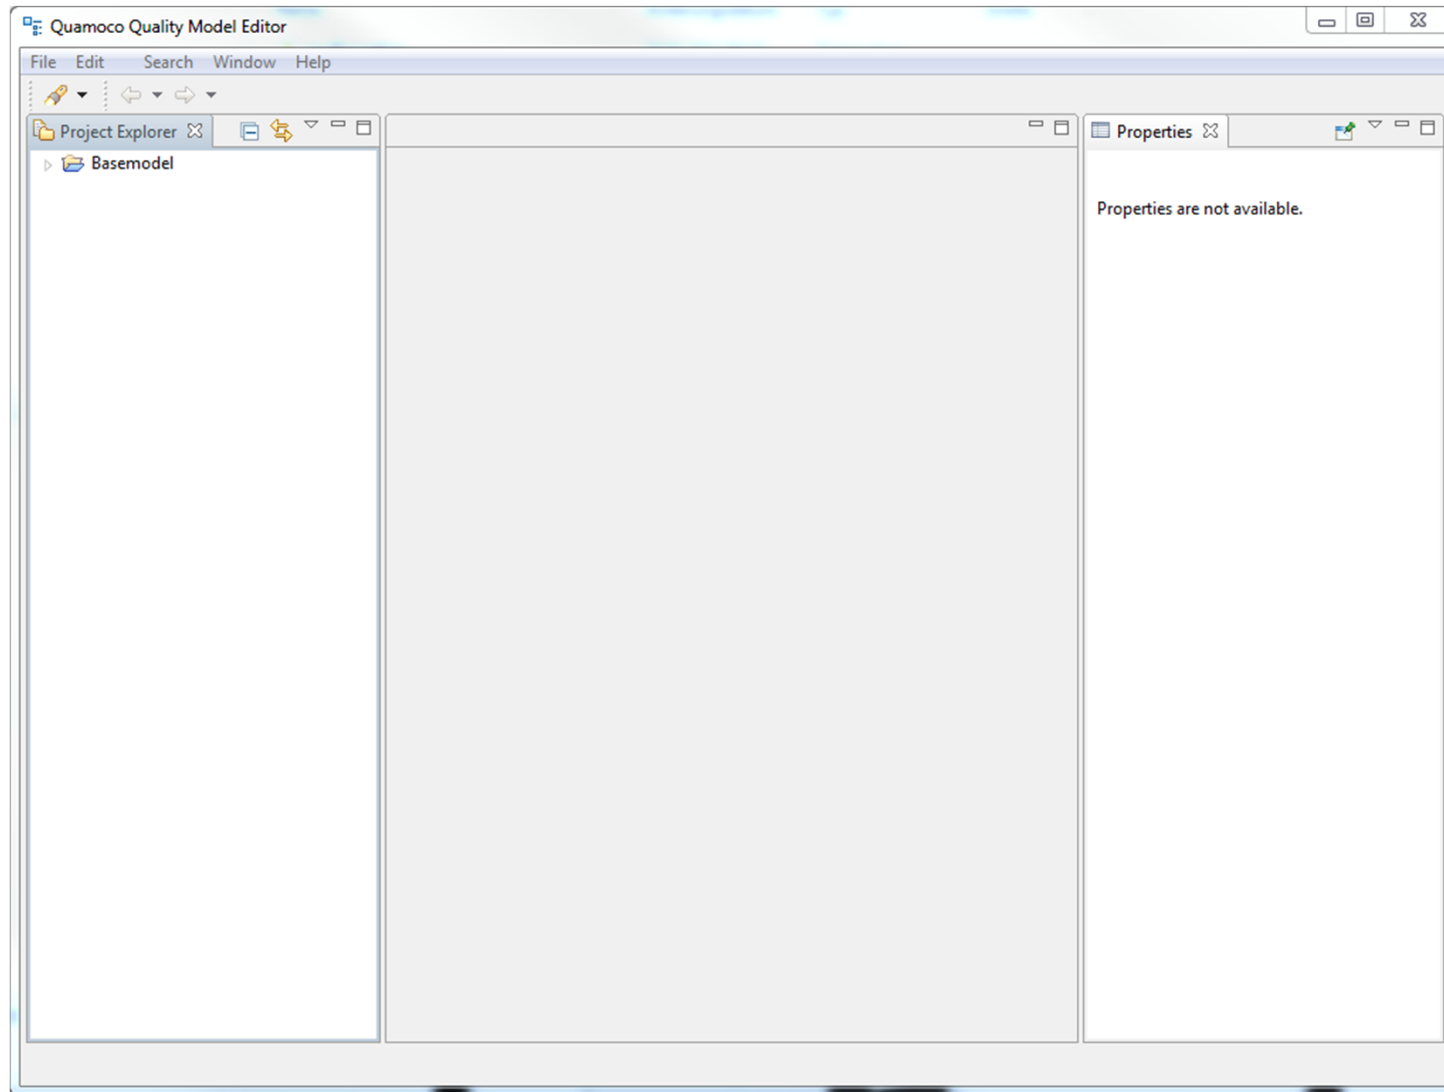 Quamoco Quality Model Editor
File Edit Search Window Help
Project Explorer
Properties
Basemodel
Properties are not available.